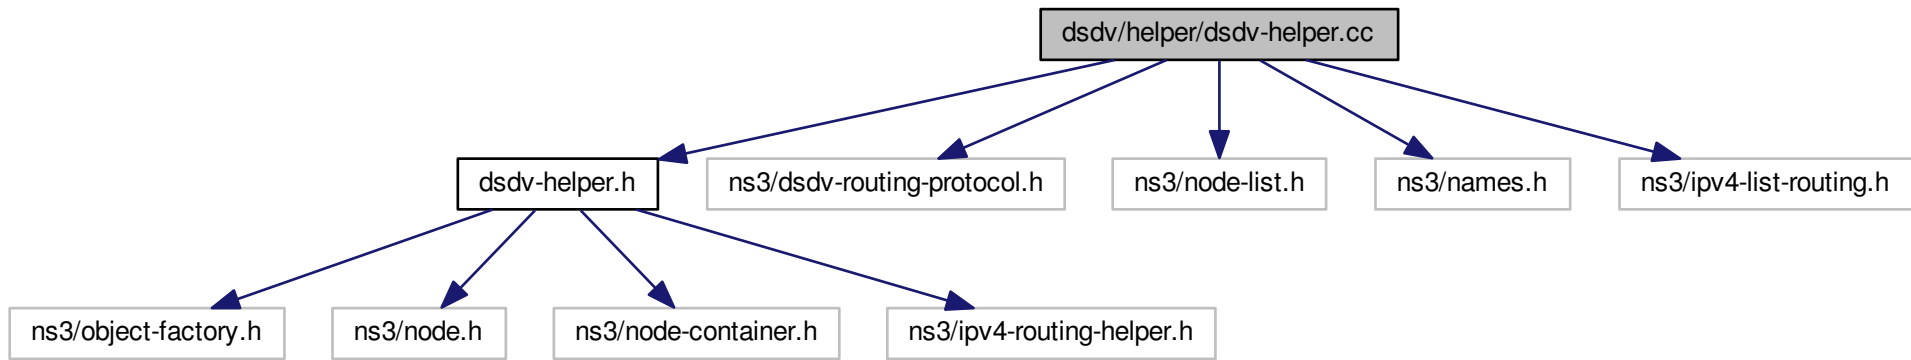 dsdv/helper/dsdv-helper.cc
dsdv-helper.h
ns3/dsdv-routing-protocol.h
ns3/node-list.h
ns3/names.h
ns3/ipv4-list-routing.h
ns3/object-factory.h
ns3/node.h
ns3/node-container.h
ns3/ipv4-routing-helper.h